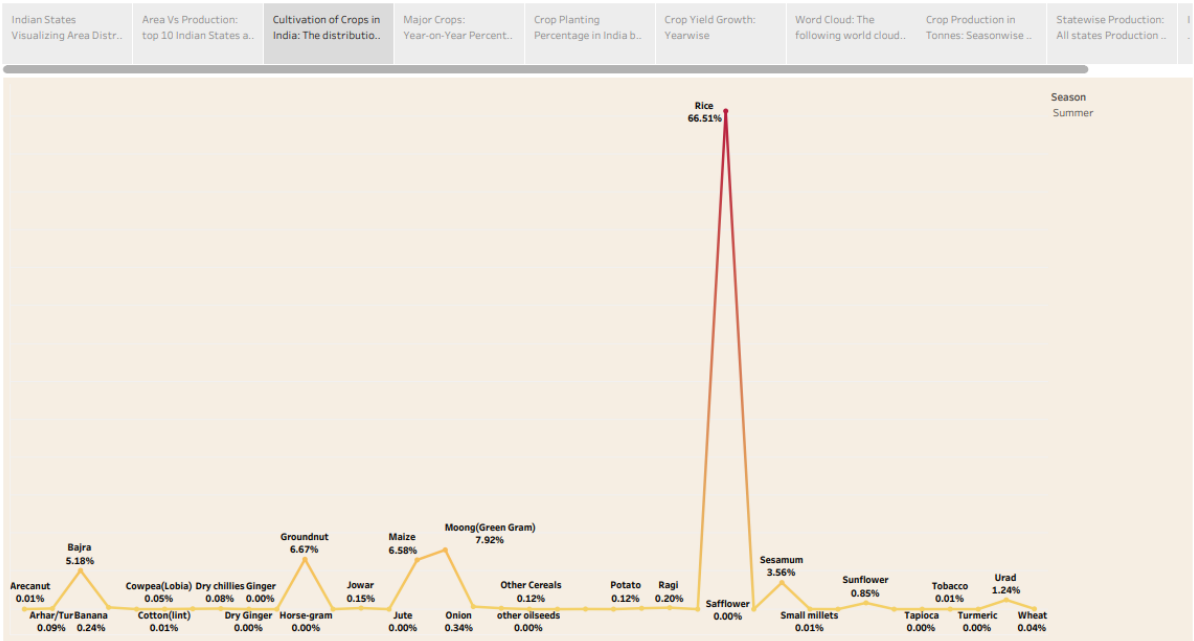 Indian States
Visualizing Area Distr..
Area Vs Production:
top 10 Indian States a..
Cultivation of Crops in
India: The distributio..
Major Crops:
Year-on-Year Percent..
Crop Planting
Percentage in India b..
Crop Yield Growth:
Yearwise
Word Cloud: The
following world cloud..
Crop Production in
Tonnes: Seasonwise ..
Statewise Production:
All states Production ..
Season
Summer
Rice
66.51%
Bajra
5.18%
Groundnut
6.67%
Maize
6.58%
Moong(Green Gram)
7.92%
Sesamum
3.56%
Sunflower
0.85%
Urad
1.24%
Arecanut
0.01%
Cowpea(Lobia)
0.05%
Dry chillies
0.08%
Ginger
0.00%
Jowar
0.15%
Other Cereals
0.12%
Potato
0.12%
Ragi
0.20%
Safflower
0.00%
Tobacco
0.01%
Arhar/Tur
0.09%
Banana
0.24%
Cotton(lint)
0.01%
Dry Ginger
0.00%
Horse-gram
0.00%
Jute
0.00%
Onion
0.34%
other oilseeds
0.00%
Small millets
0.01%
Tapioca
0.00%
Turmeric
0.00%
Wheat
0.04%